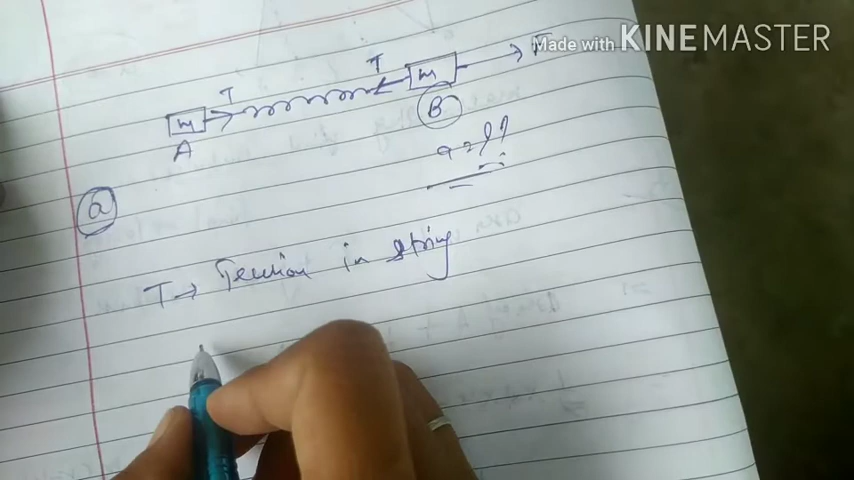 Made with KINEMASTER
T T m F
m B
A a = ??
a
T → Tension in string